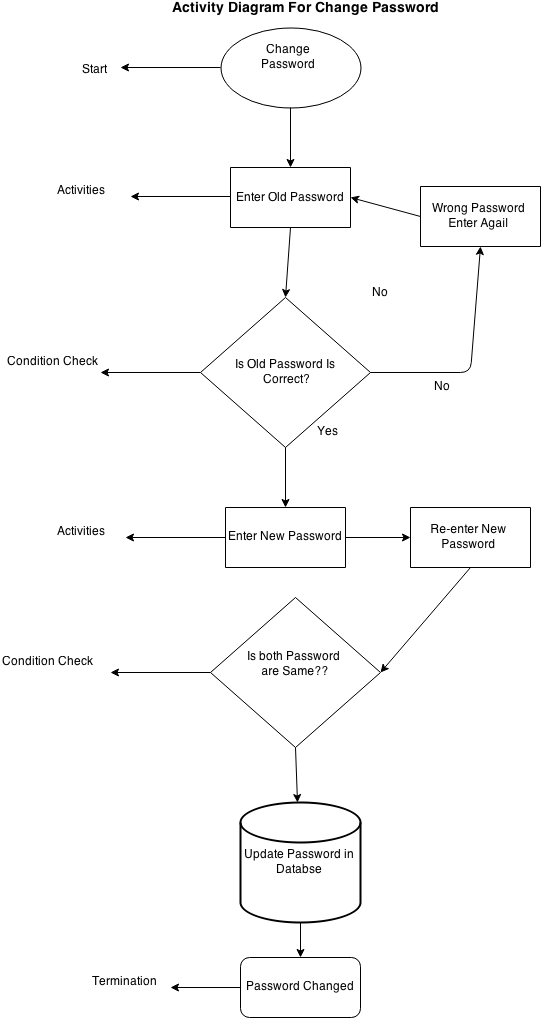 Activity Diagram For Change Password
Change
Password
Start
Enter Old Password
Activities
Wrong Password
Enter Agail
No
Is Old Password Is
Correct?
Condition Check
No
Yes
Enter New Password
Activities
Re-enter New
Password
Is both Password
are Same??
Condition Check
Update Password in
Databse
Password Changed
Termination